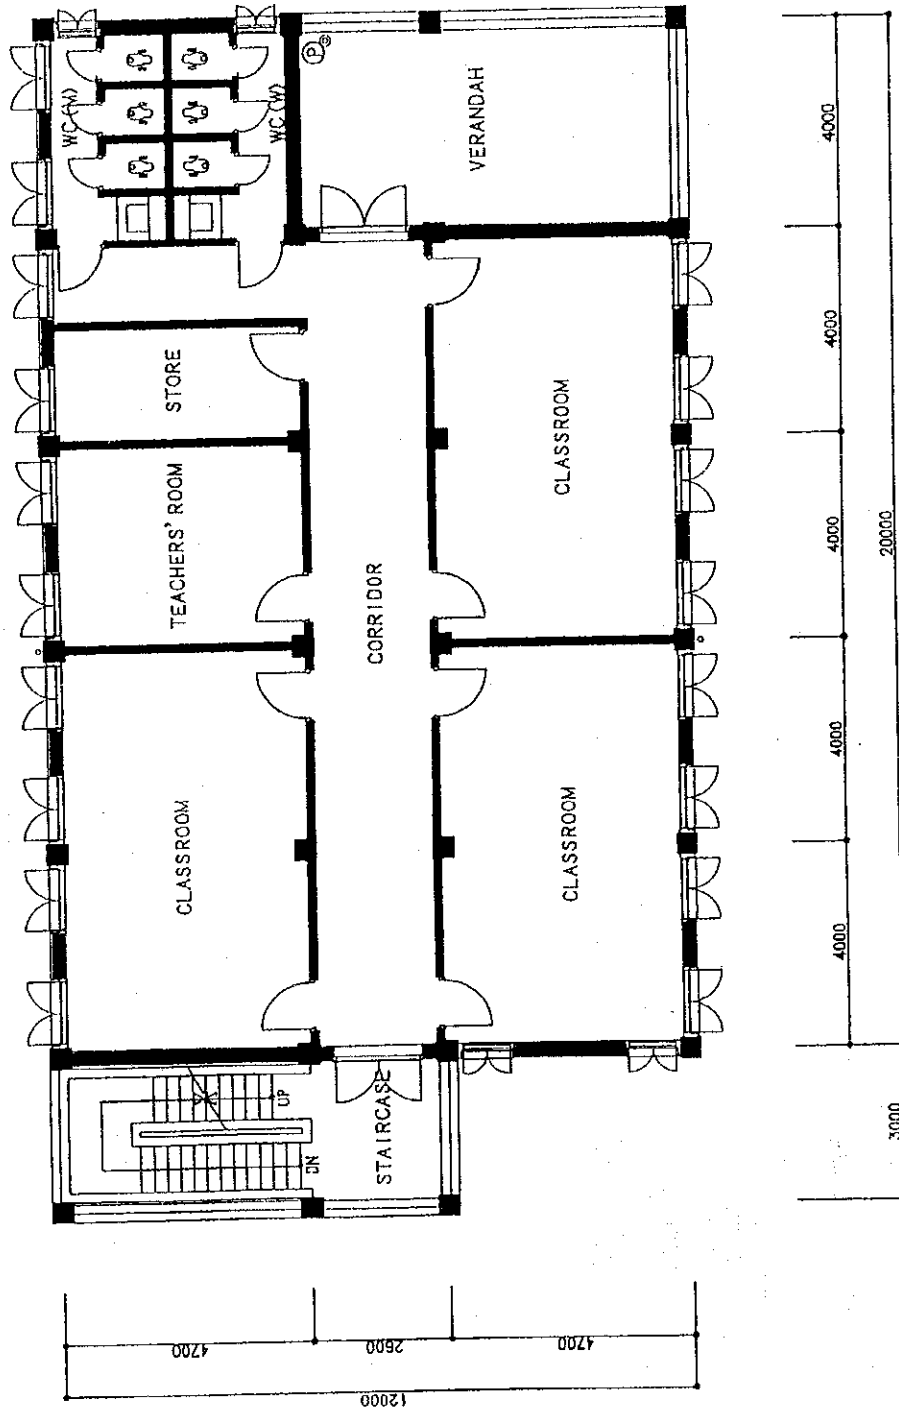 WC (M)
WC (W)
P
VERANDAH
STORE
TEACHERS' ROOM
CORRIDOR
CLASSROOM
CLASSROOM
CLASSROOM
STAIRCASE
UP
DN
4000
4000
4000
4000
4000
20000
3000
4700
2600
4700
12000